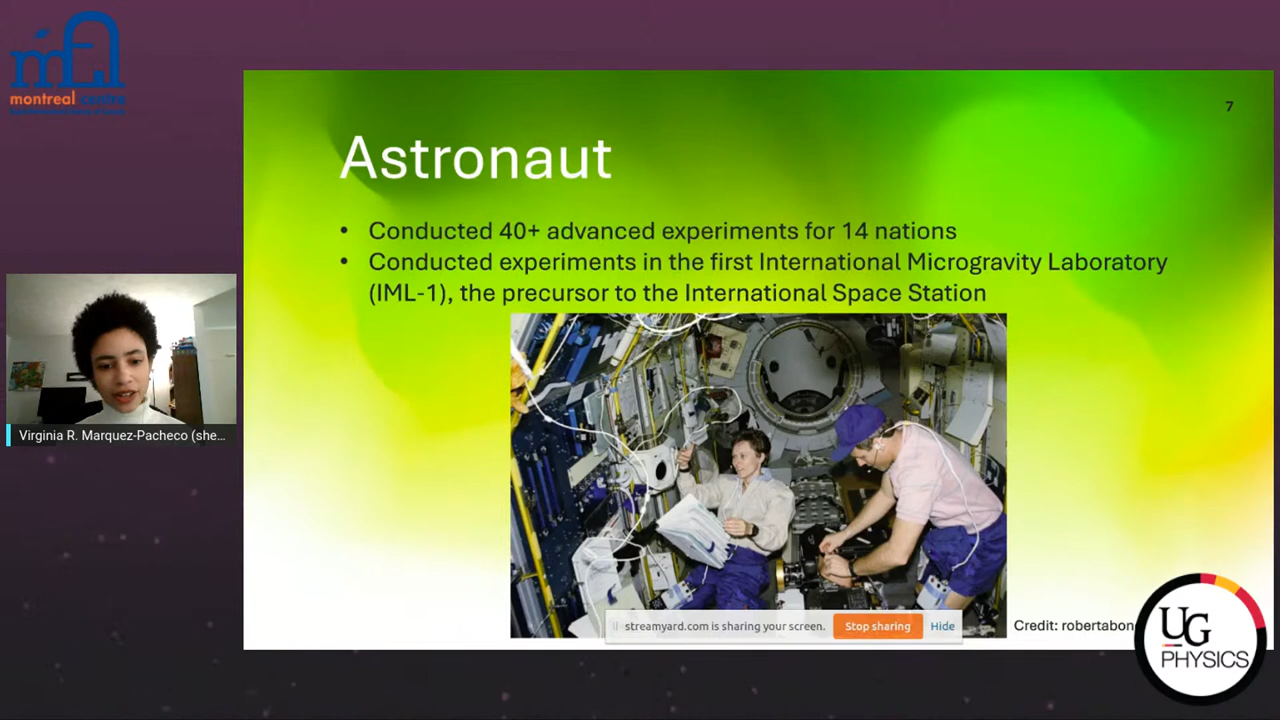 montreal centre
7
Astronaut
• Conducted 40+ advanced experiments for 14 nations
• Conducted experiments in the first International Microgravity Laboratory
(IML-1), the precursor to the International Space Station
Virginia R. Marquez-Pacheco (she…
streamyard.com is sharing your screen. Stop sharing Hide
Credit: robertabon
UG
PHYSICS